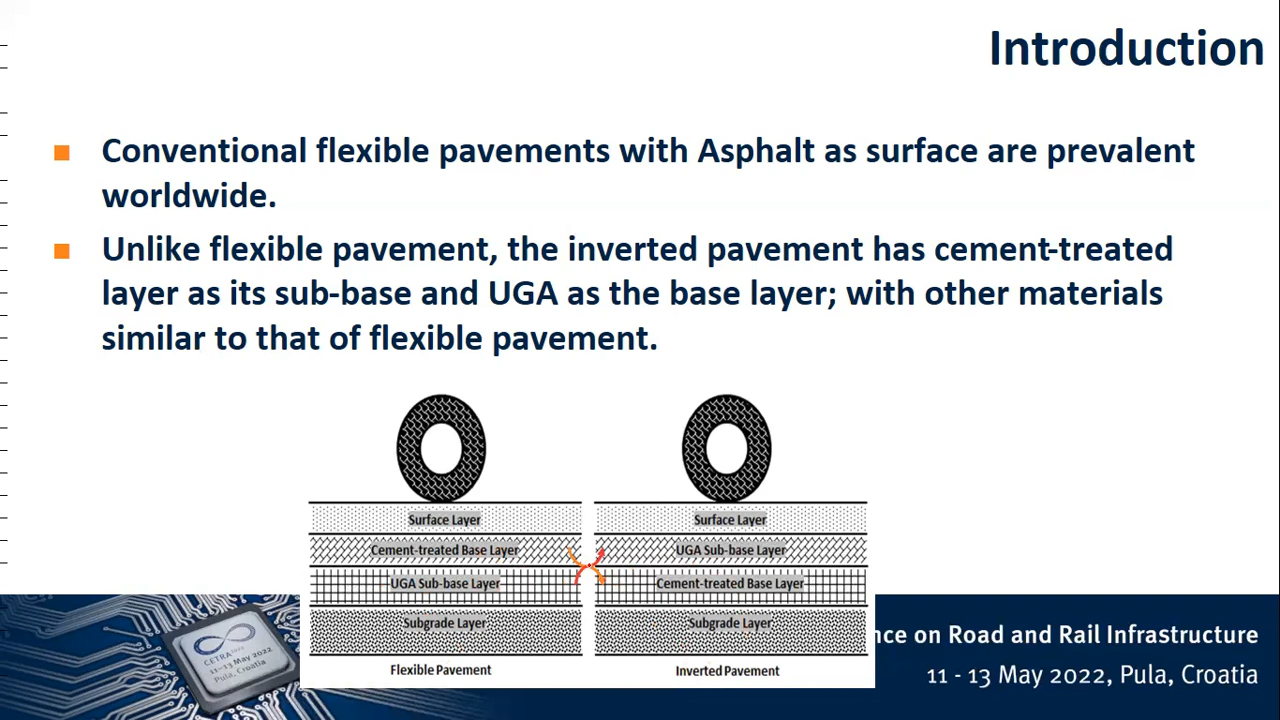 Introduction
Conventional flexible pavements with Asphalt as surface are prevalent
worldwide.
Unlike flexible pavement, the inverted pavement has cement-treated
layer as its sub-base and UGA as the base layer; with other materials
similar to that of flexible pavement.
Surface Layer
Cement-treated Base Layer
UGA Sub-base Layer
Subgrade Layer
Flexible Pavement
Surface Layer
UGA Sub-base Layer
Cement-treated Base Layer
Subgrade Layer
Inverted Pavement
CETRA 2022
11-13 May 2022
Pula, Croatia
nce on Road and Rail Infrastructure
11 - 13 May 2022, Pula, Croatia